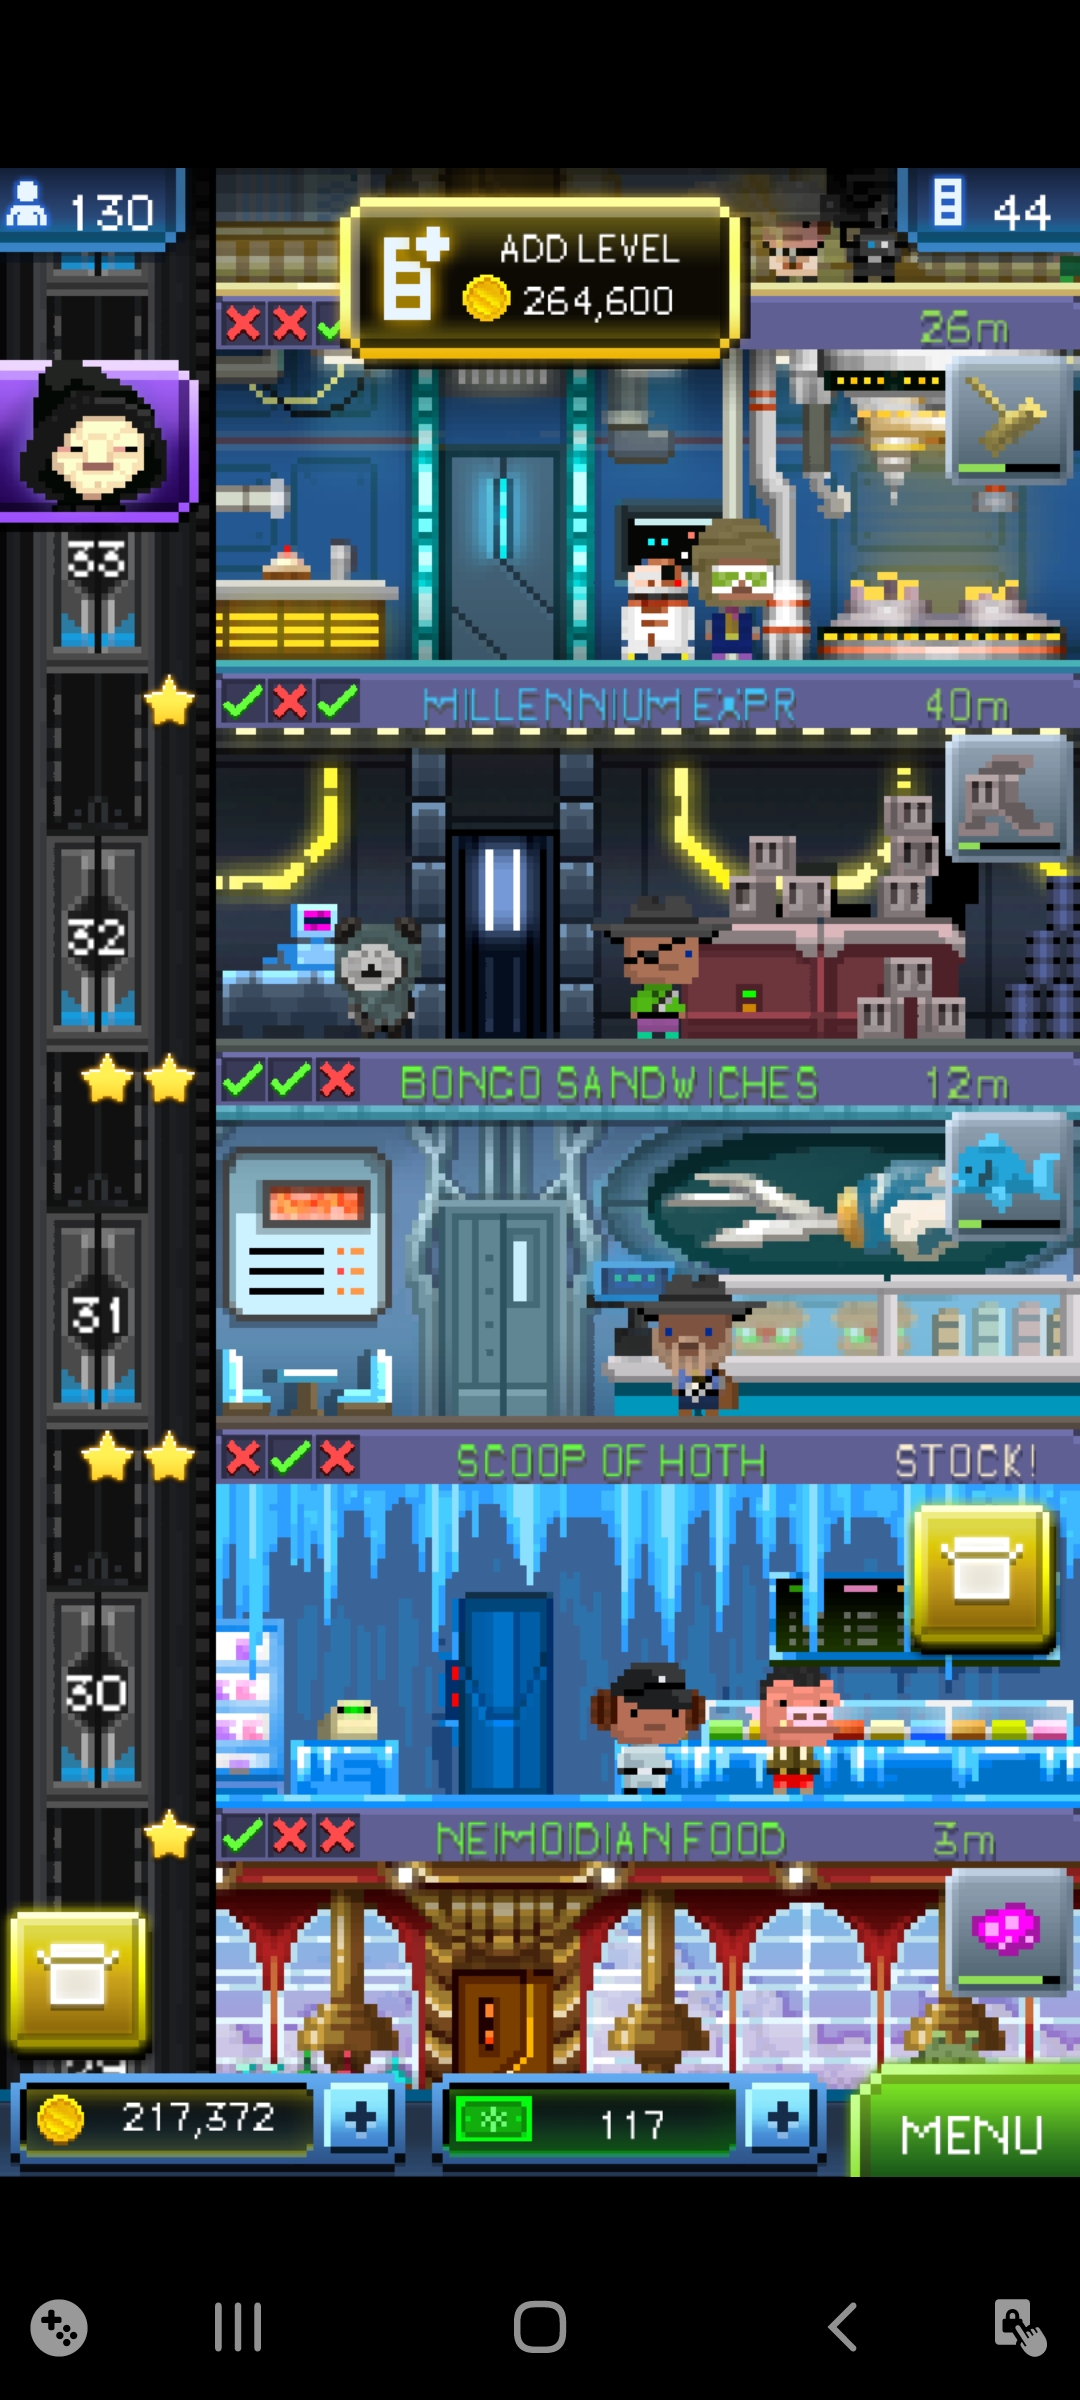 130
44
ADD LEVEL
264,600
26m
33
MILLENNIUM EXPR
40m
32
BONGO SANDWICHES
12m
31
SCOOP OF HOTH
STOCK!
30
NEIMOIDIAN FOOD
3m
217,372
117
MENU